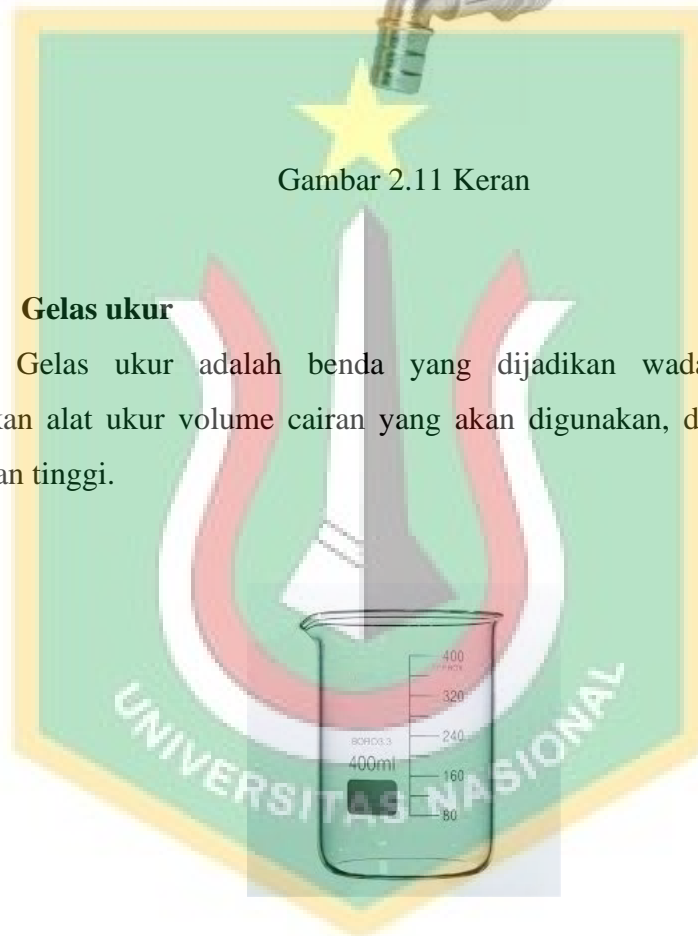 Gambar 2.11 Keran
Gelas ukur
Gelas ukur adalah benda yang dijadikan wada
kan alat ukur volume cairan yang akan digunakan, d
an tinggi.
400
320
BORO3.3
240
400ml
160
80
UNIVERSITAS NASIONAL